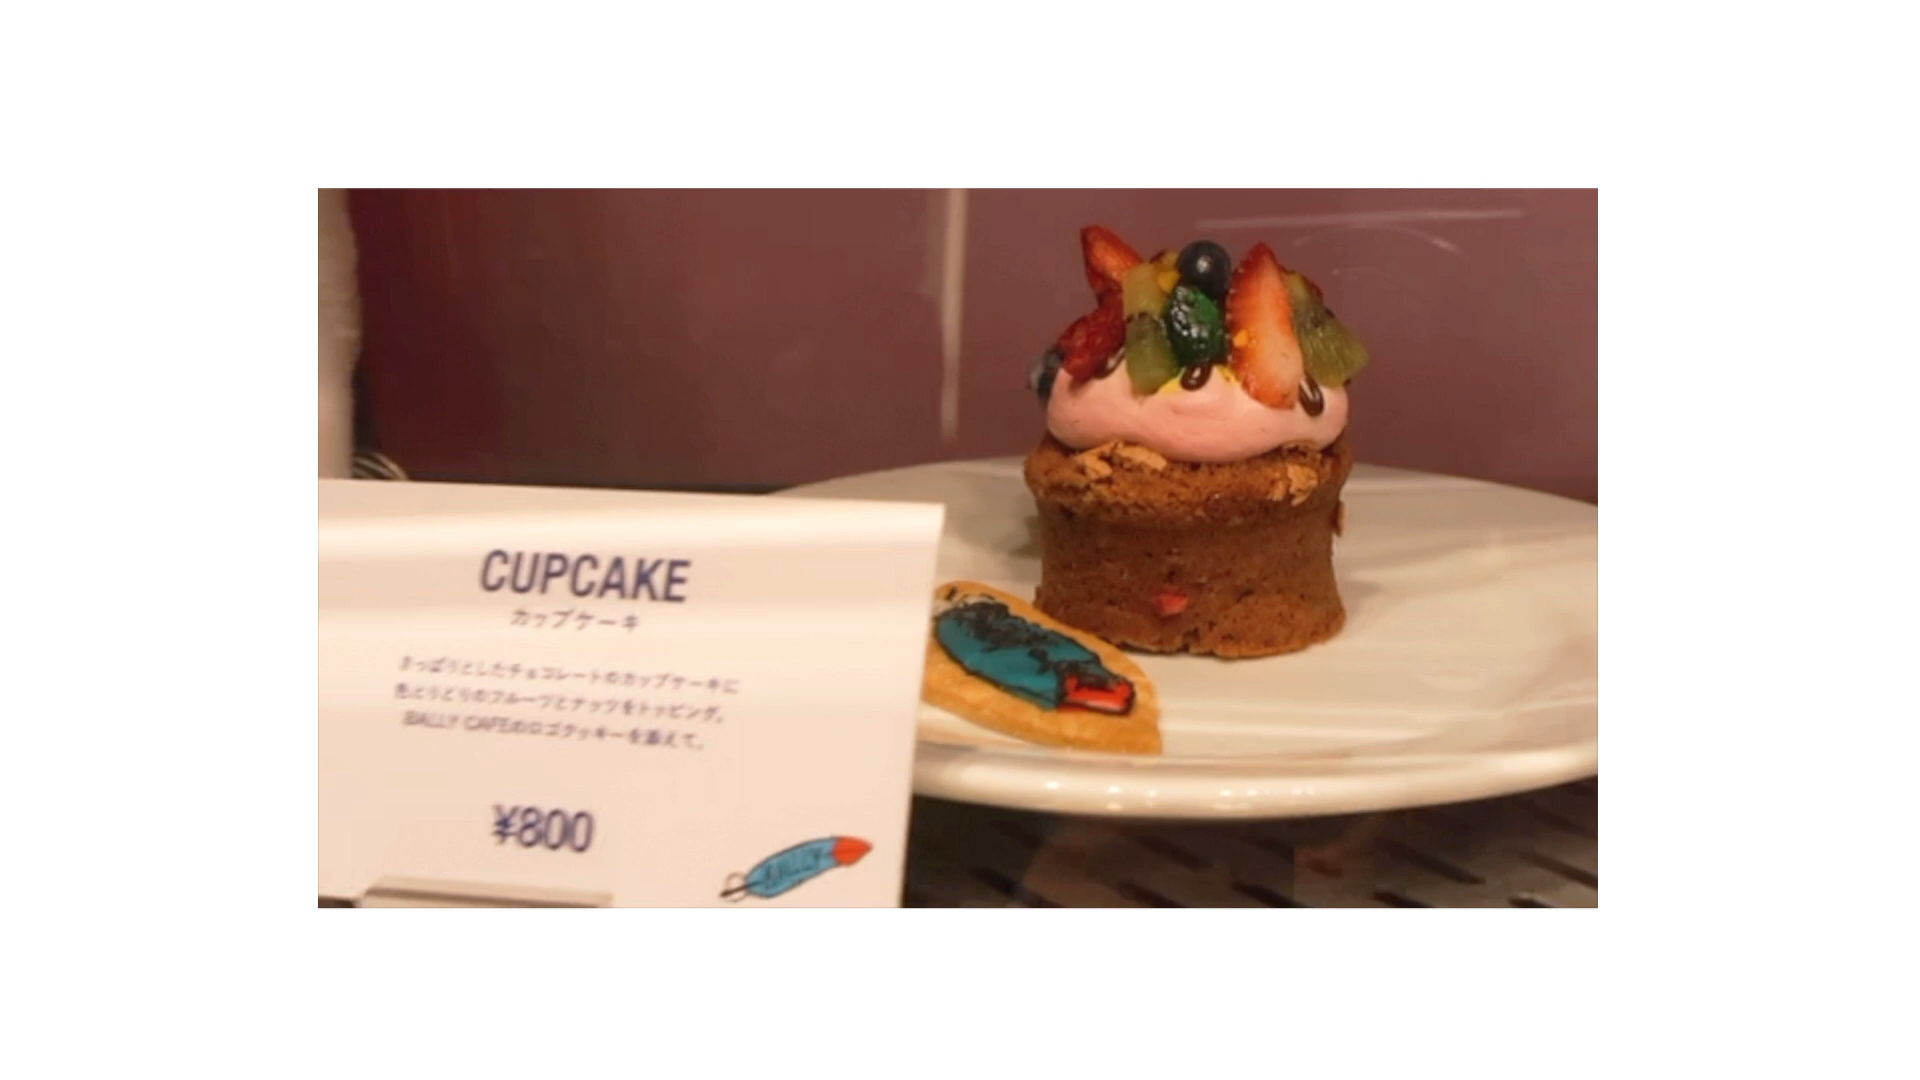 CUPCAKE
カップケーキ
さっぱりとしたチョコレートのカップケーキに
色とりどりのフルーツとナッツをトッピング。
BALLY CAFEのロゴクッキーを添えて。
¥800
BALLY